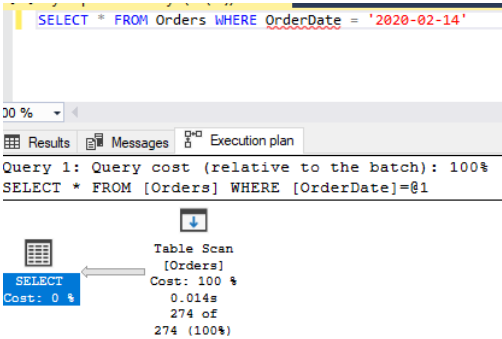 SELECT * FROM Orders WHERE OrderDate = '2020-02-14'
00 %
Results Messages Execution plan
Query 1: Query cost (relative to the batch): 100%
SELECT * FROM [Orders] WHERE [OrderDate]=@1
Table Scan
[Orders]
Cost: 100 %
0.014s
274 of
274 (100%)
SELECT
Cost: 0 %